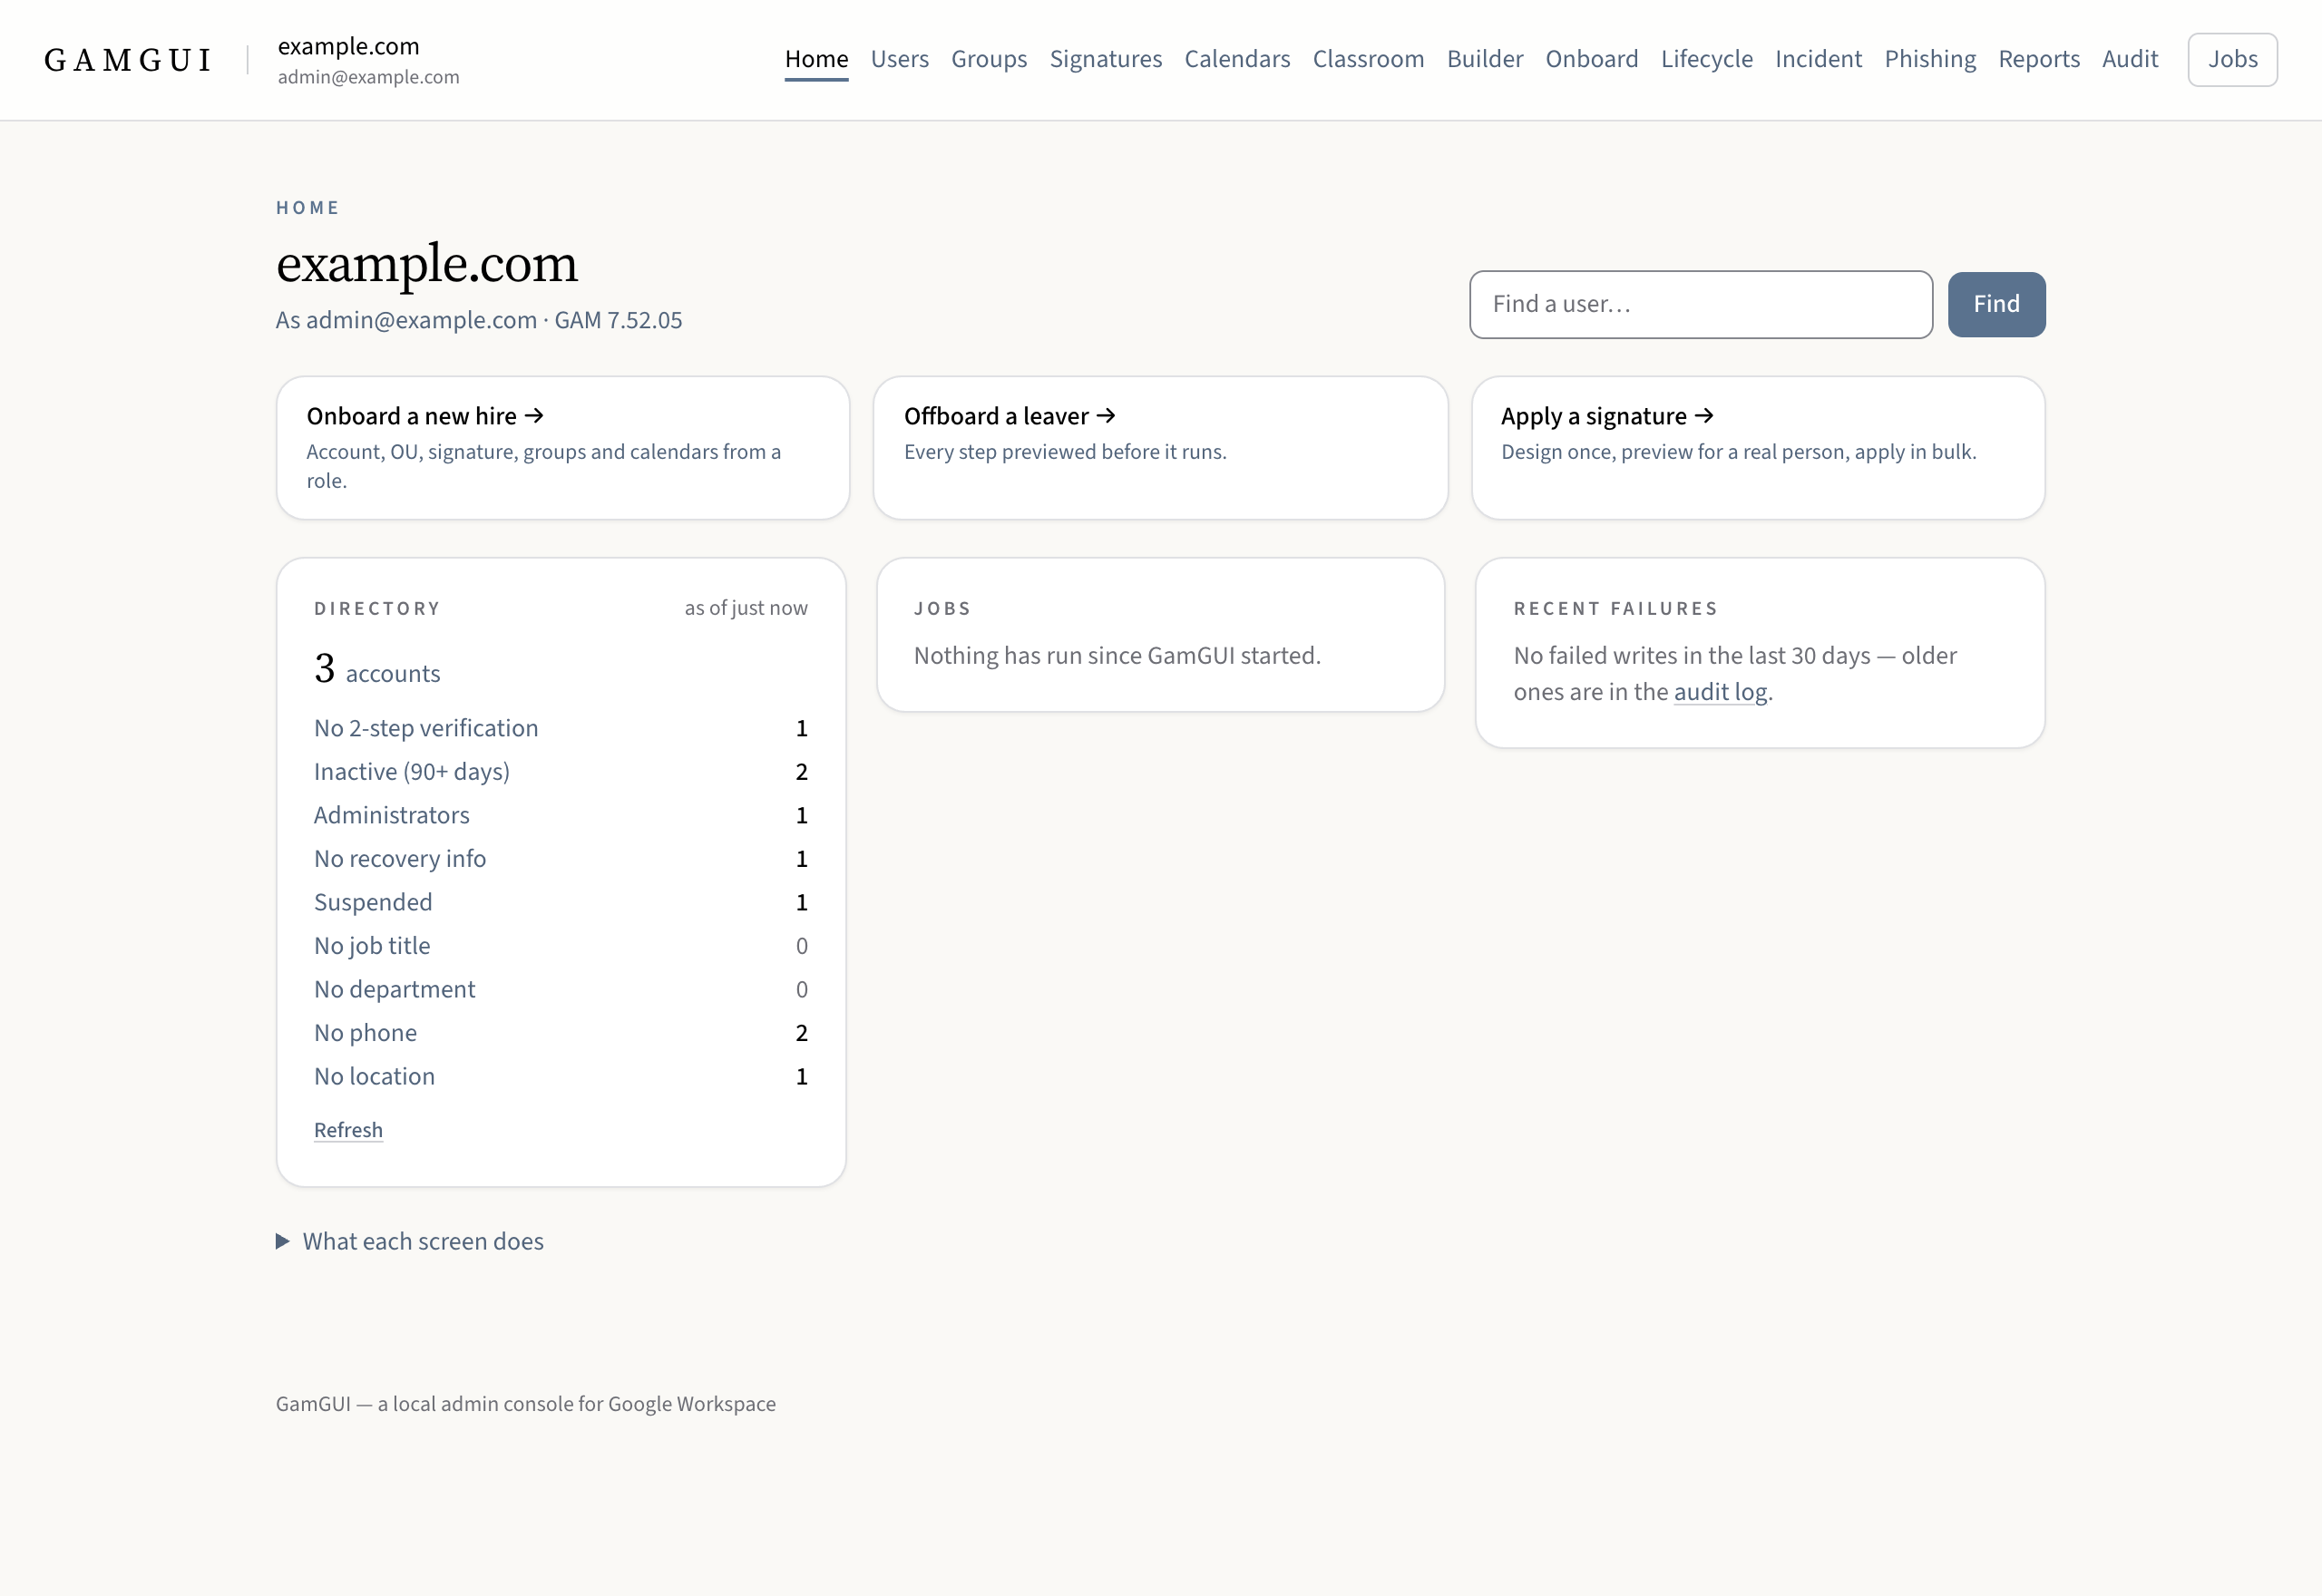 GAMGUI
example.com
admin@example.com
Home Users Groups Signatures Calendars Classroom Builder Onboard Lifecycle Incident Phishing Reports Audit Jobs
HOME
example.com
As admin@example.com · GAM 7.52.05
Find a user…
Find
Onboard a new hire →
Account, OU, signature, groups and calendars from a
role.
Offboard a leaver →
Every step previewed before it runs.
Apply a signature →
Design once, preview for a real person, apply in bulk.
DIRECTORY as of just now
3 accounts
No 2-step verification 1
Inactive (90+ days) 2
Administrators 1
No recovery info 1
Suspended 1
No job title 0
No department 0
No phone 2
No location 1
Refresh
JOBS
Nothing has run since GamGUI started.
RECENT FAILURES
No failed writes in the last 30 days — older
ones are in the audit log.
What each screen does
GamGUI — a local admin console for Google Workspace